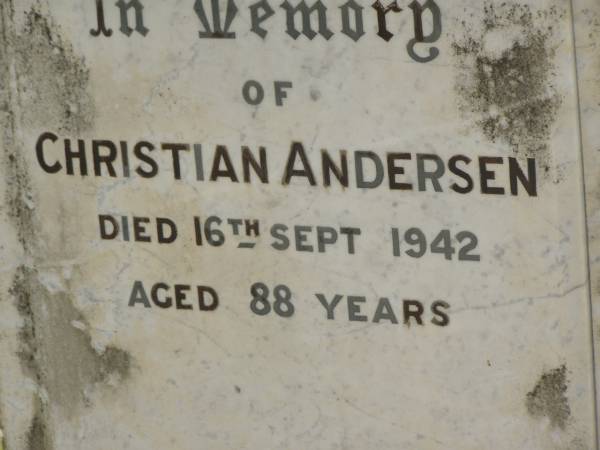 In Memory
OF
CHRISTIAN ANDERSEN
DIED 16TH SEPT 1942
AGED 88 YEARS